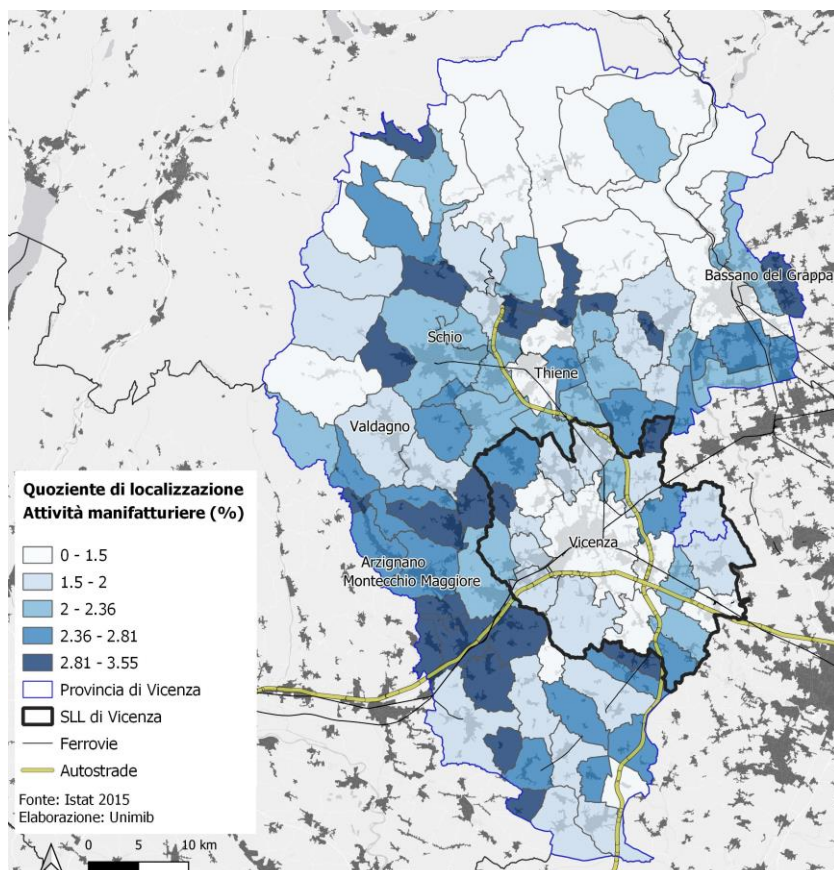 Bassano del Grappa
Schio
Thiene
Valdagno
Vicenza
Arzignano
Montecchio Maggiore
Quoziente di localizzazione
Attività manifatturiere (%)
0 - 1.5
1.5 - 2
2 - 2.36
2.36 - 2.81
2.81 - 3.55
Provincia di Vicenza
SLL di Vicenza
Ferrovie
Autostrade
Fonte: Istat 2015
Elaborazione: Unimib
0 5 10 km